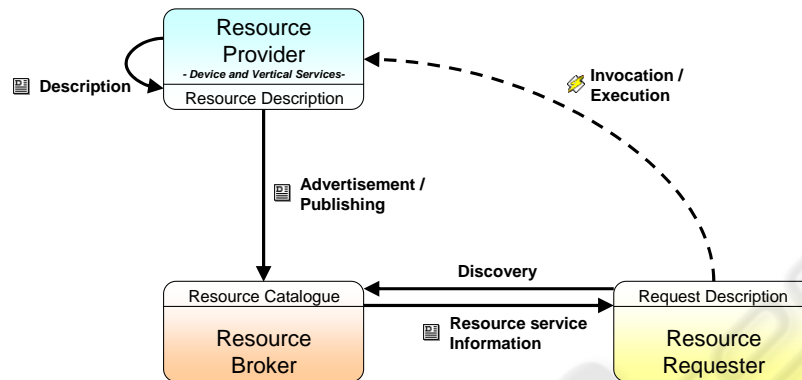 Resource
Provider
- Device and Vertical Services-
Resource Description
Description
Invocation /
Execution
Advertisement /
Publishing
Discovery
Resource Catalogue
Resource
Broker
Resource service
Information
Request Description
Resource
Requester